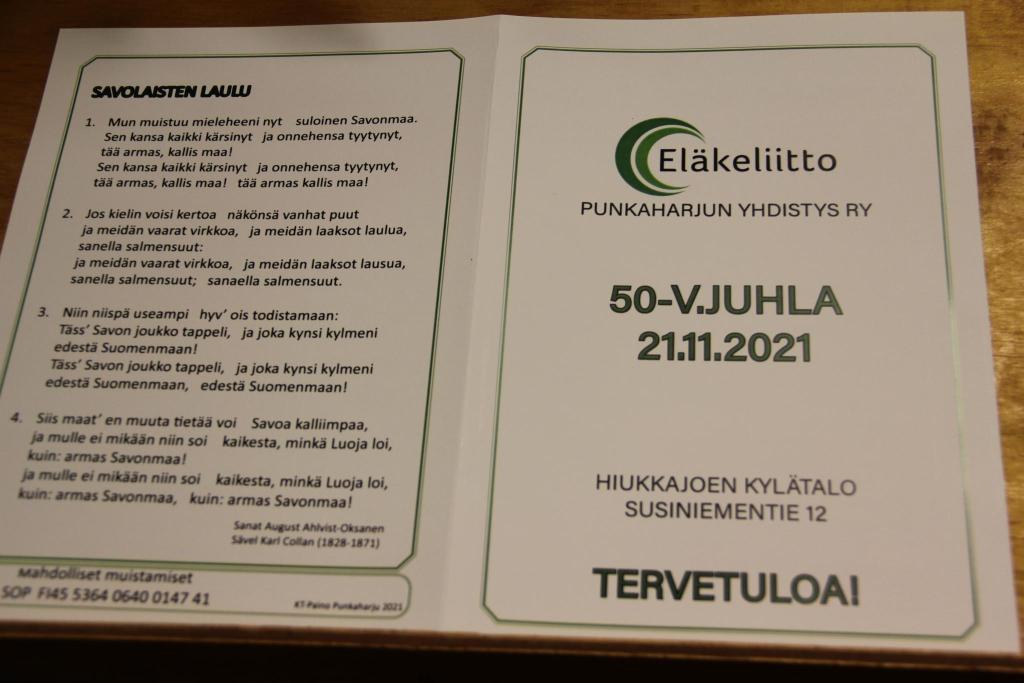 SAVOLAISTEN LAULU
1. Mun muistuu mieleheeni nyt suloinen Savonmaa.
Sen kansa kaikki kärsinyt ja onnehensa tyytynyt,
tää armas, kallis maa!
Sen kansa kaikki kärsinyt ja onnehensa tyytynyt,
tää armas, kallis maa! tää armas kallis maa!
2. Jos kielin voisi kertoa näkönsä vanhat puut
ja meidän vaarat virkkoa, ja meidän laaksot laulua,
sanella salmensuut:
ja meidän vaarat virkkoa, ja meidän laaksot lausua,
sanella salmensuut; sanaella salmensuut.
3. Niin niispä useampi hyv' ois todistamaan:
Täss' Savon joukko tappeli, ja joka kynsi kylmeni
edestä Suomenmaan!
Täss' Savon joukko tappeli, ja joka kynsi kylmeni
edestä Suomenmaan, edestä Suomenmaan!
4. Siis maat' en muuta tietää voi Savoa kalliimpaa,
ja mulle ei mikään niin soi kaikesta, minkä Luoja loi,
kuin: armas Savonmaa!
ja mulle ei mikään niin soi kaikesta, minkä Luoja loi,
kuin: armas Savonmaa, kuin: armas Savonmaa!
Sanat August Ahlvist-Oksanen
Sävel Karl Collan (1828-1871)
Mahdolliset muistamiset
SOP FI45 5364 0640 0147 41
KT-Paino Punkaharju 2021
Eläkeliitto
PUNKAHARJUN YHDISTYS RY
50-V.JUHLA
21.11.2021
HIUKKAJOEN KYLÄTALO
SUSINIEMENTIE 12
TERVETULOA!